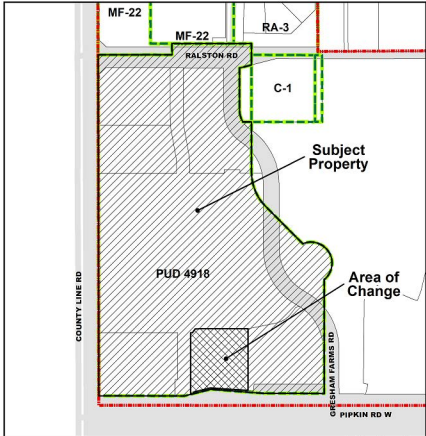 MF-22
MF-22
RA-3
RALSTON RD
C-1
Subject
Property
PUD 4918
Area of
Change
COUNTY LINE RD
GRESHAM FARMS RD
PIPKIN RD W